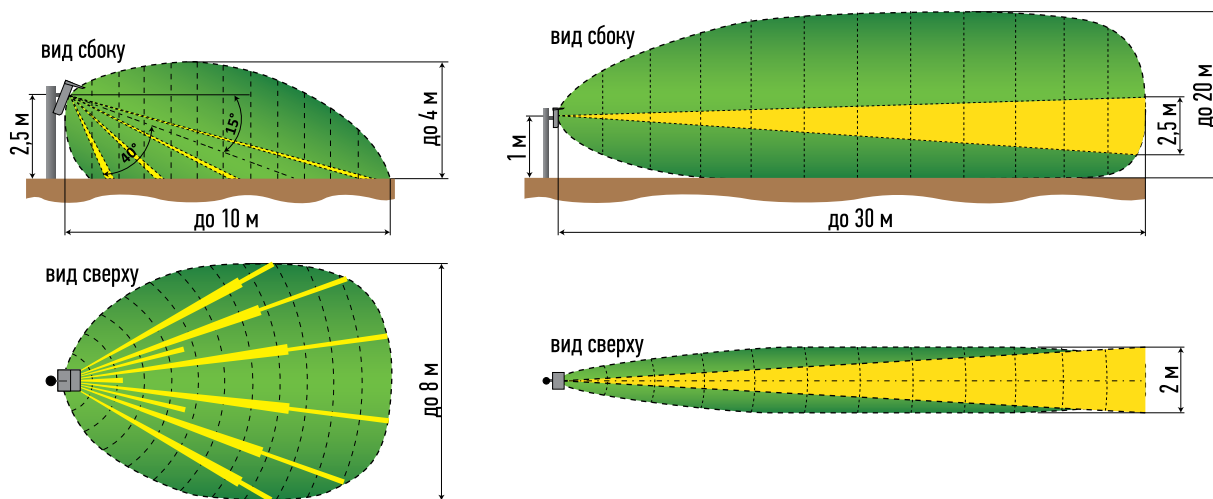 вид сбоку
2,5 м
15°
40°
до 4 м
до 10 м
вид сверху
до 8 м
вид сбоку
1 м
2,5 м
до 20 м
до 30 м
вид сверху
2 м